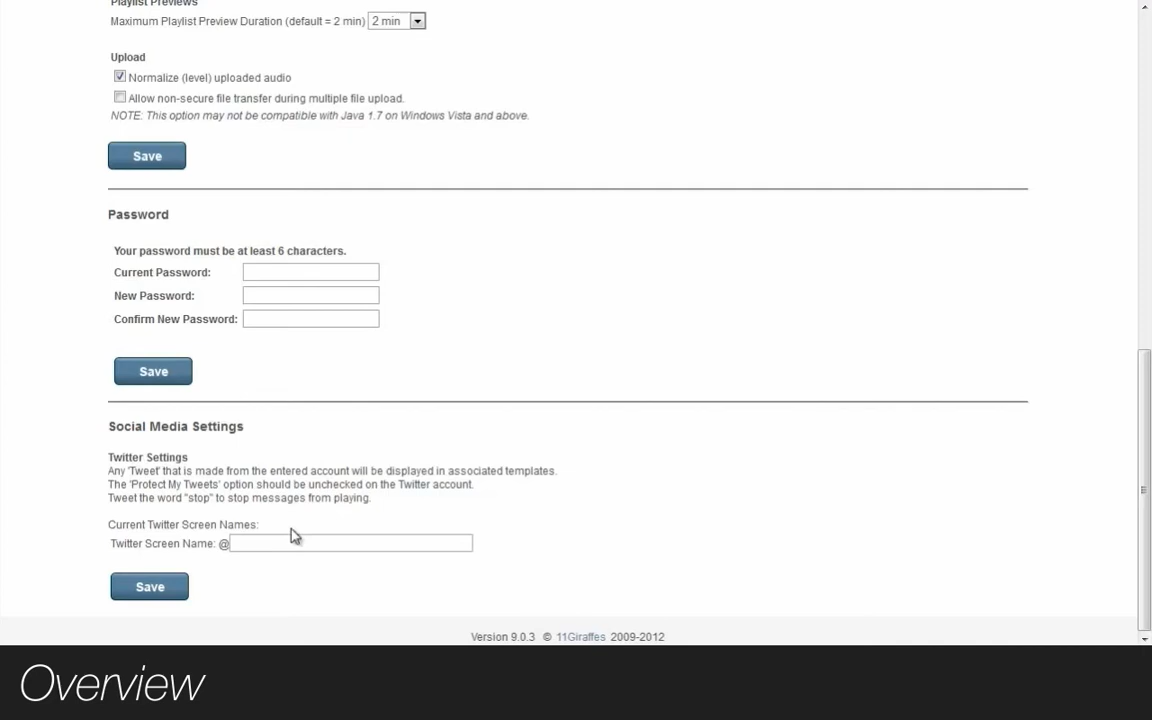 Playlist Previews
Maximum Playlist Preview Duration (default = 2 min) 2 min
Upload
Normalize (level) uploaded audio
Allow non-secure file transfer during multiple file upload.
NOTE: This option may not be compatible with Java 1.7 on Windows Vista and above.
Save
Password
Your password must be at least 6 characters.
Current Password:
New Password:
Confirm New Password:
Save
Social Media Settings
Twitter Settings
Any 'Tweet' that is made from the entered account will be displayed in associated templates.
The 'Protect My Tweets' option should be unchecked on the Twitter account.
Tweet the word "stop" to stop messages from playing.
Current Twitter Screen Names:
Twitter Screen Name: @
Save
Version 9.0.3 © 11Giraffes 2009-2012
Overview